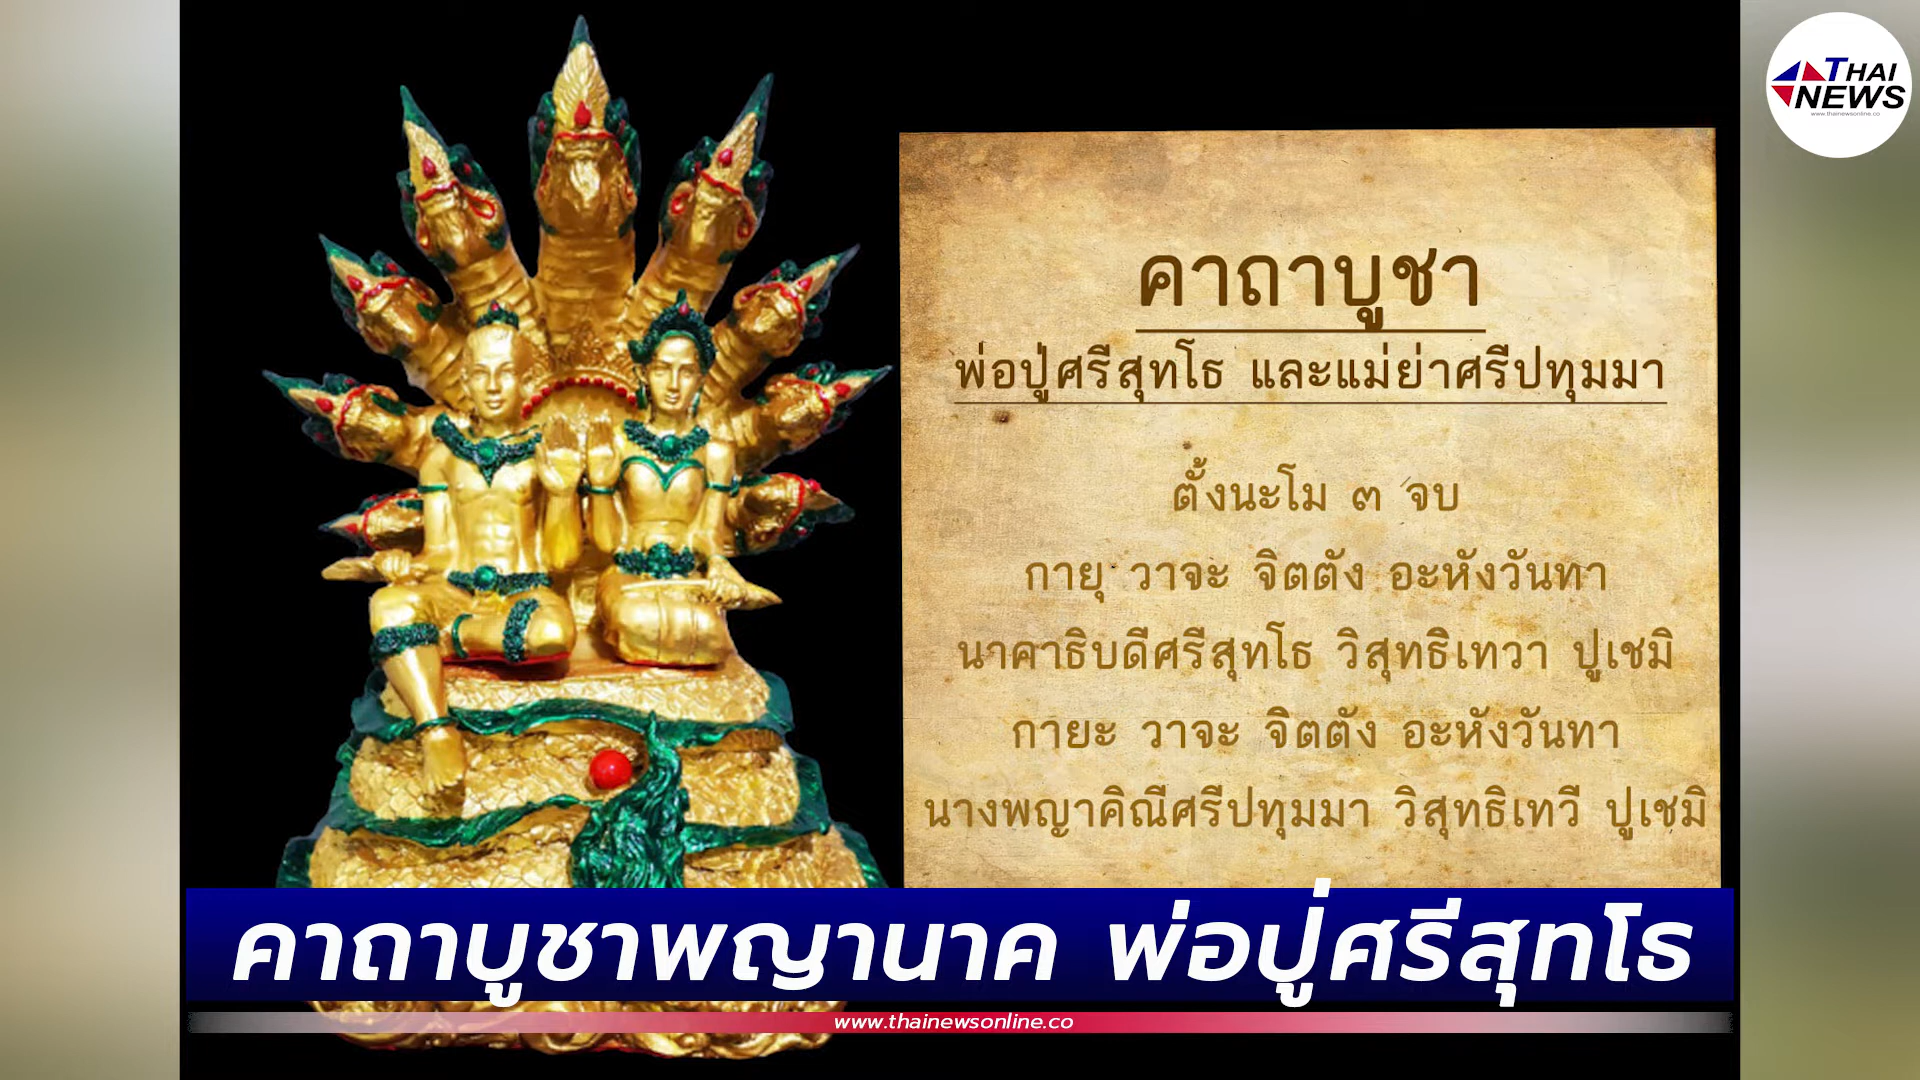 THAI
NEWS
www.thainewsonline.co
คาถาบูชา
พ่อปู่ศรีสุทโธ และแม่ย่าศรีปทุมมา
ตั้งนะโม ๓ จบ
กายุ วาจะ จิตตัง อะหังวันทา
นาคาธิบดีศรีสุทโธ วิสุทธิเทวา ปูเชมิ
กายะ วาจะ จิตตัง อะหังวันทา
นางพญาคิณีศรีปทุมมา วิสุทธิเทวี ปูเชมิ
คาถาบูชาพญานาค พ่อปู่ศรีสุทโธ
www.thainewsonline.co